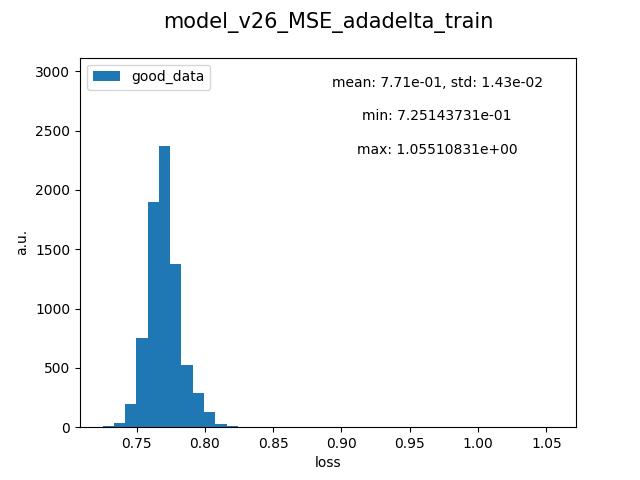 model_v26_MSE_adadelta_train
good_data
mean: 7.71e-01, std: 1.43e-02
min: 7.25143731e-01
max: 1.05510831e+00
a.u.
3000
2500
2000
1500
1000
500
0
0.75 0.80 0.85 0.90 0.95 1.00 1.05
loss